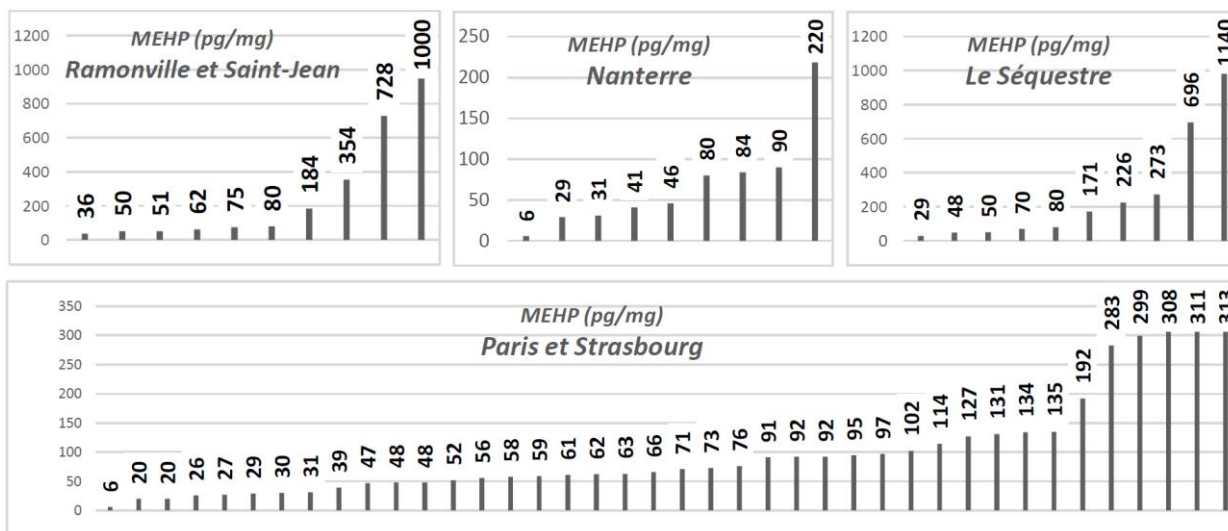 MEHP (pg/mg)
Ramonville et Saint-Jean
1200
1000
800
600
400
200
0
36 50 51 62 75 80 184 354 728 1000
MEHP (pg/mg)
Nanterre
250
200
150
100
50
0
6 29 31 41 46 80 84 90 220
MEHP (pg/mg)
Le Séquestre
1200
1000
800
600
400
200
0
29 48 50 70 80 171 226 273 696 1140
MEHP (pg/mg)
Paris et Strasbourg
350
300
250
200
150
100
50
0
6 20 20 26 27 29 30 31 39 47 48 48 52 56 58 59 61 62 63 66 71 73 76 91 92 92 95 97 102 114 127 131 134 135 192 283 299 308 311 313